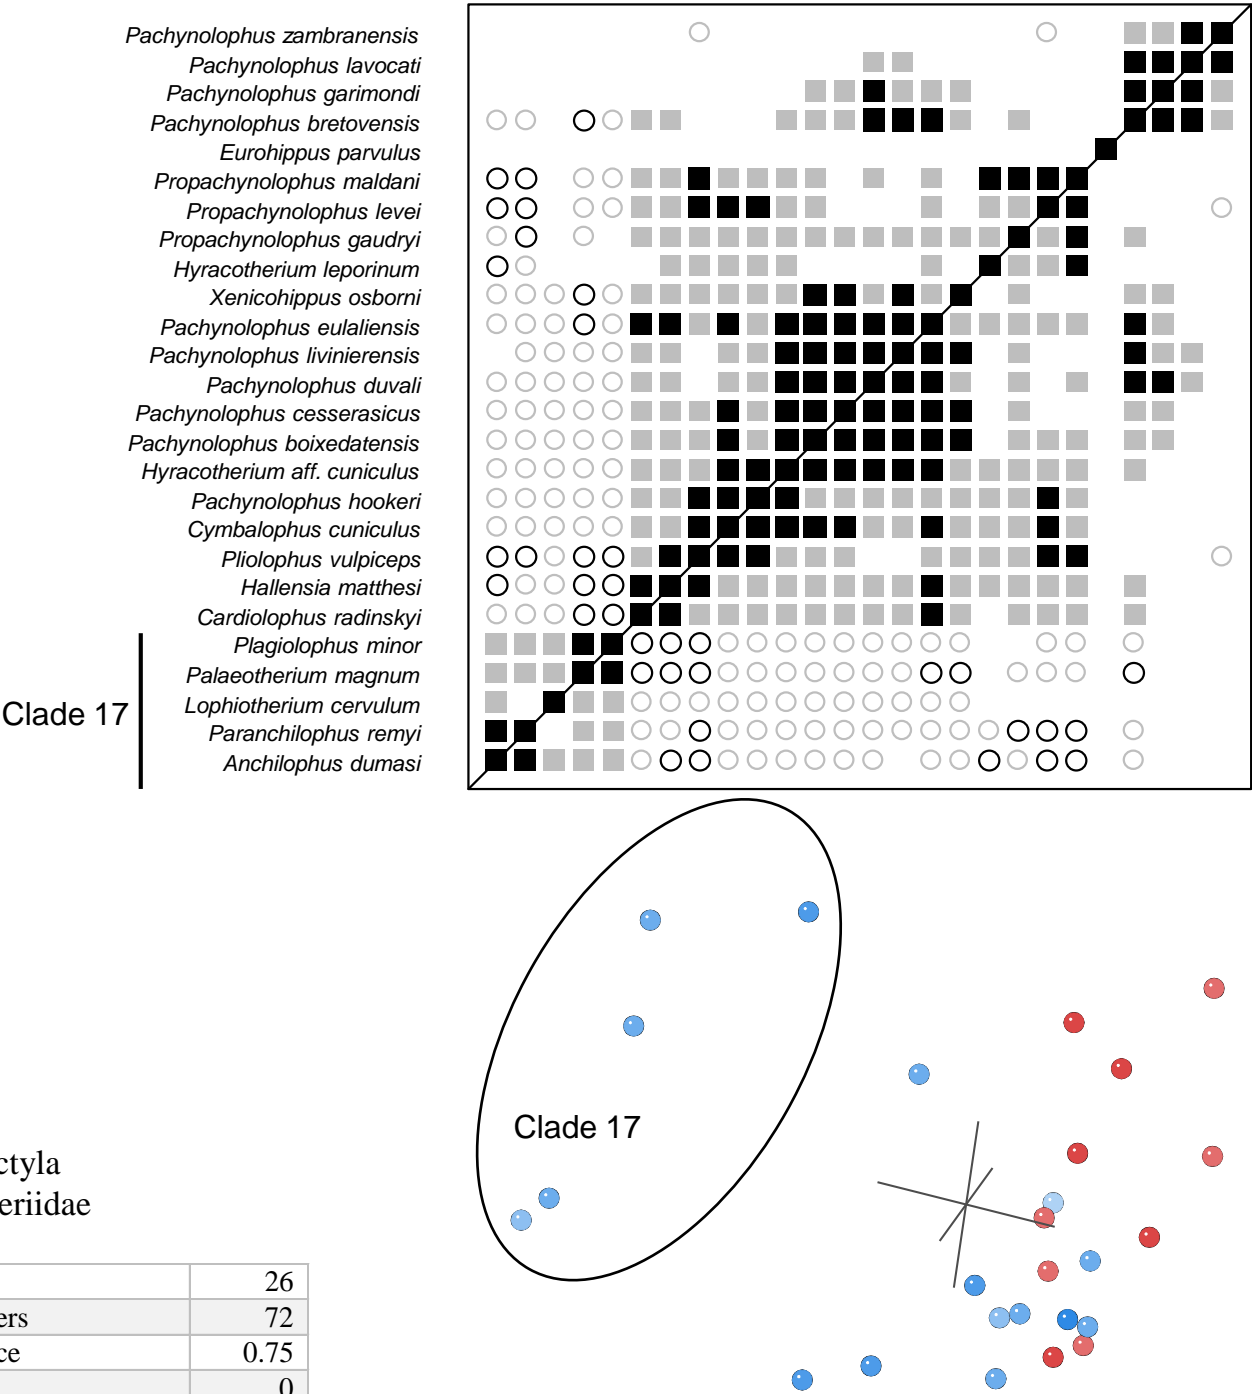 Pachynolophus zambranensis
Pachynolophus lavocati
Pachynolophus garimondi
Pachynolophus bretovensis
Eurohippus parvulus
Propachynolophus maldani
Propachynolophus levei
Propachynolophus gaudryi
Hyracotherium leporinum
Xenicohippus osborni
Pachynolophus eulaliensis
Pachynolophus livinierensis
Pachynolophus duvali
Pachynolophus cesserasicus
Pachynolophus boixedatensis
Hyracotherium aff. cuniculus
Pachynolophus hookeri
Cymbalophus cuniculus
Pliolophus vulpiceps
Hallensia matthesi
Cardiolophus radinskyi
Plagiolophus minor
Palaeotherium magnum
Lophiotherium cervulum
Paranchilophus remyi
Anchilophus dumasi
Clade 17
Clade 17
ctyla
eriidae
26
ers 72
ce 0.75
0